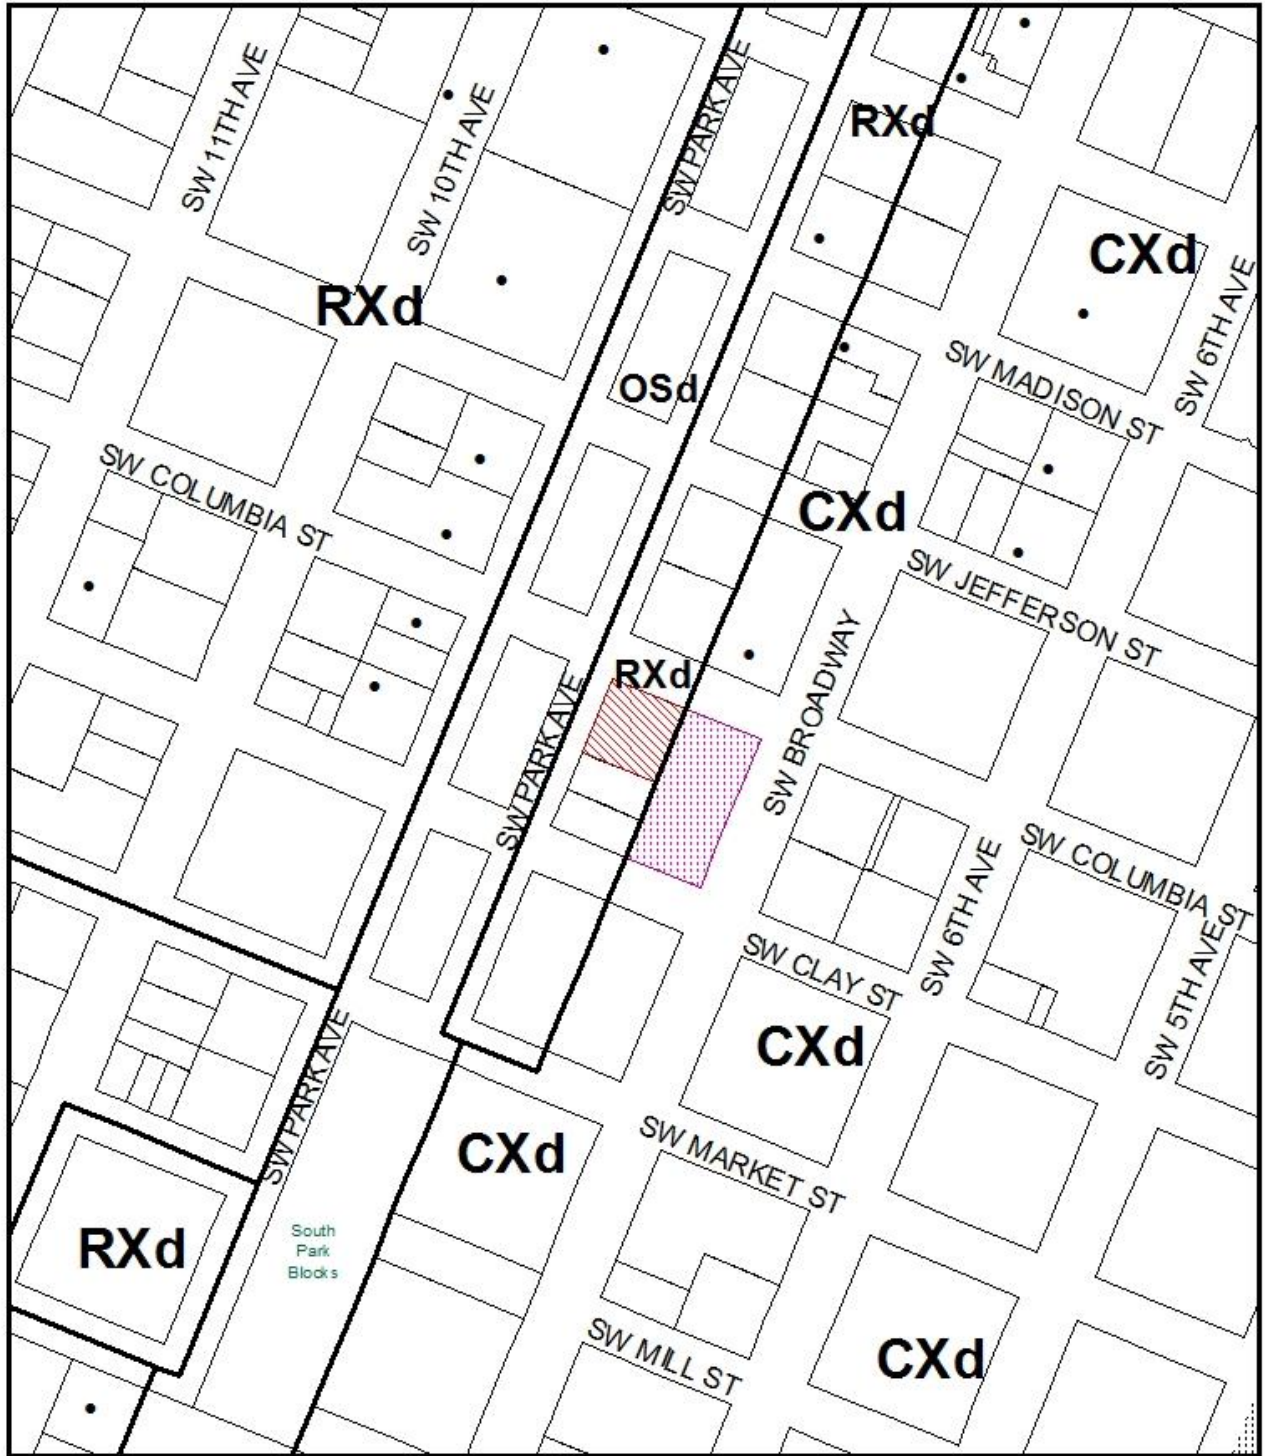 SW 11TH AVE
SW 10TH AVE
SW PARK AVE
RXd
CXd
SW 6TH AVE
RXd
OSd
SW MADISON ST
SW COLUMBIA ST
CXd
SW JEFFERSON ST
RXd
SW PARK AVE
SW BROADWAY
SW COLUMBIA ST
SW 6TH AVE
SW 5TH AVE
SW CLAY ST
CXd
SW PARK AVE
CXd
SW MARKET ST
RXd
South
Park
Blocks
SW MILL ST
CXd